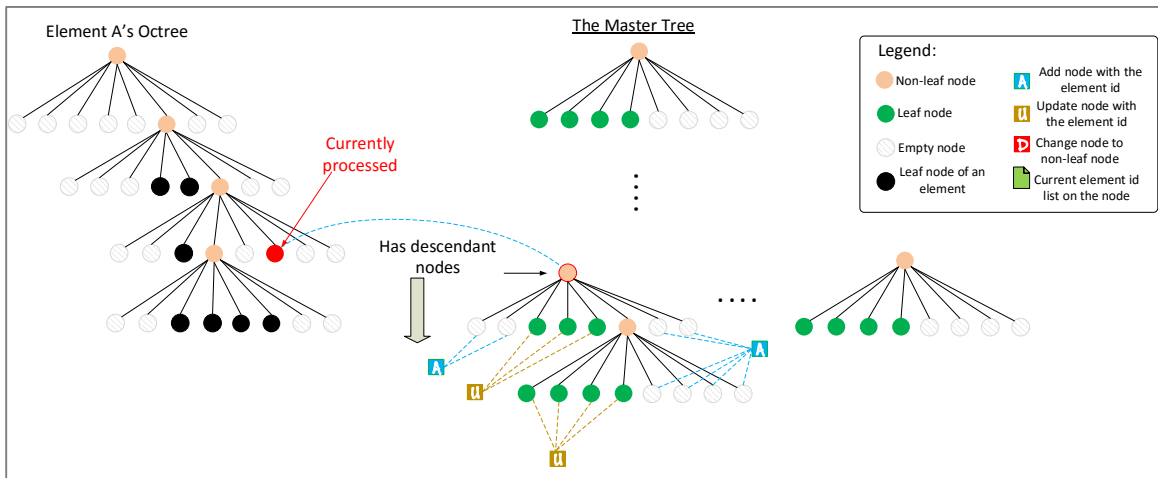 Element A's Octree
The Master Tree
Legend:
Non-leaf node
Leaf node
Empty node
Leaf node of an
element
A
Add node with the
element id
U
Update node with
the element id
D
Change node to
non-leaf node
Current element id
list on the node
Currently
processed
Has descendant
nodes
A
A
U
U